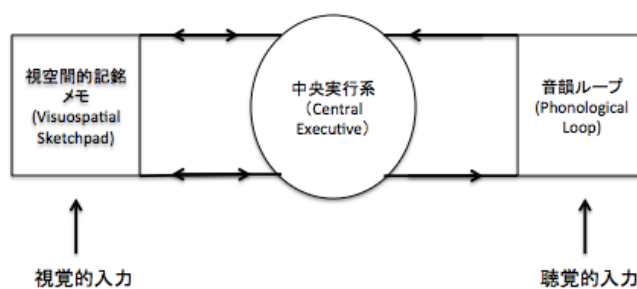 視空間的記銘
メモ
(Visuospatial
Sketchpad)
中央実行系
(Central
Executive)
音韻ループ
(Phonological
Loop)
視覚的入力
聴覚的入力